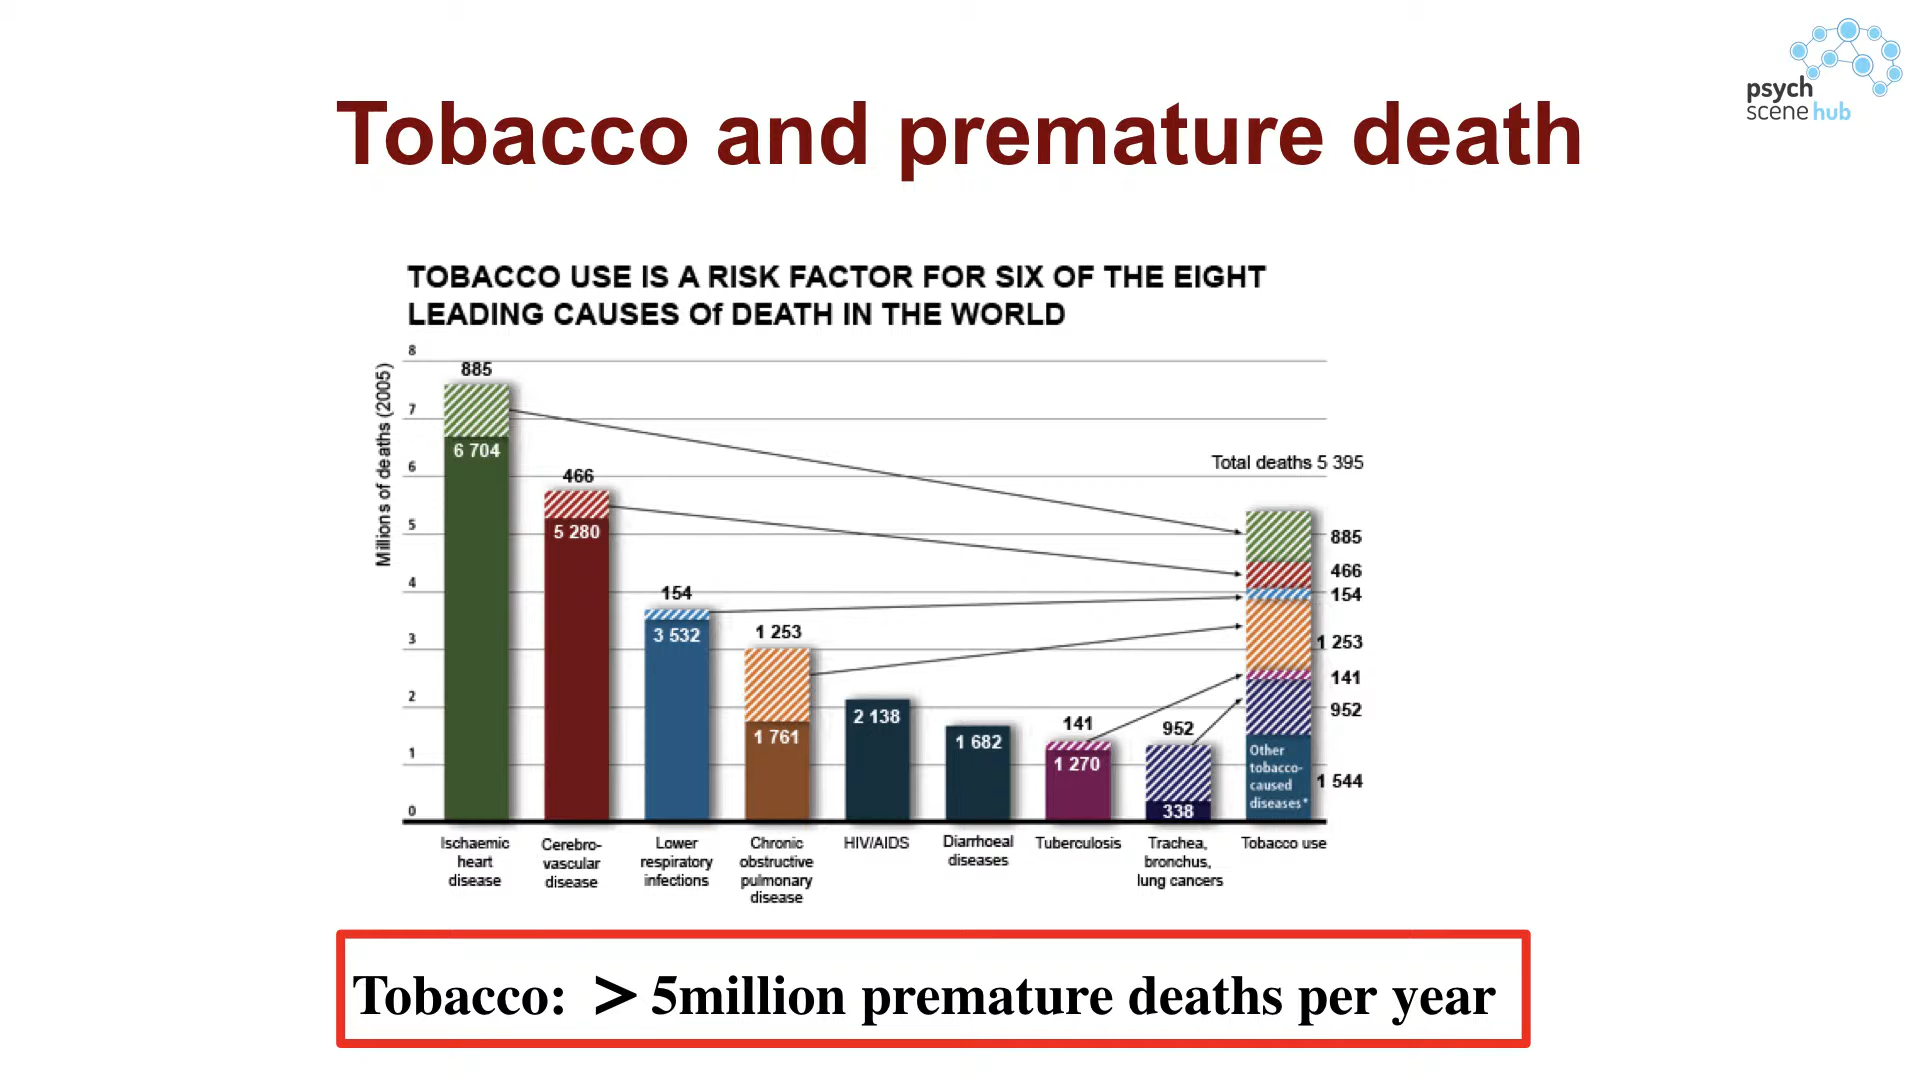 psych
scene hub
Tobacco and premature death
TOBACCO USE IS A RISK FACTOR FOR SIX OF THE EIGHT
LEADING CAUSES Of DEATH IN THE WORLD
Millions of deaths (2005)
8
7
6
5
4
3
2
1
0
885
6 704
466
5 280
154
3 532
1 253
1 761
2 138
1 682
141
1 270
952
338
Total deaths 5 395
885
466
154
1 253
141
952
1 544
Other
tobacco-
caused
diseases*
Ischaemic
heart
disease
Cerebro-
vascular
disease
Lower
respiratory
infections
Chronic
obstructive
pulmonary
disease
HIV/AIDS
Diarrhoeal
diseases
Tuberculosis
Trachea,
bronchus,
lung cancers
Tobacco use
Tobacco: > 5million premature deaths per year